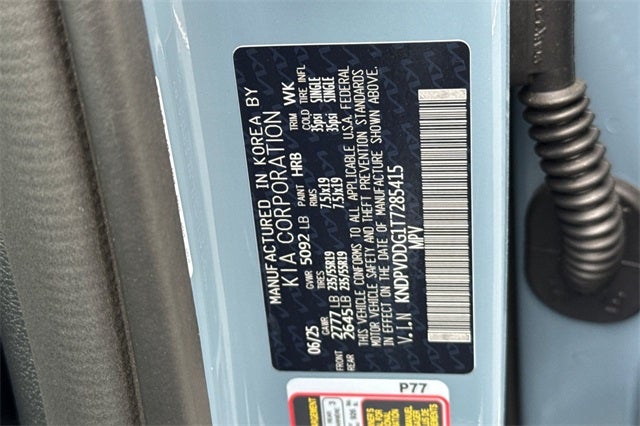 MANUFACTURED IN KOREA BY
KIA CORPORATION
06/25 GVWR 5092 LB PAINT HRB TRIM WK
GAWR TIRES RIMS COLD TIRE INFL
FRONT 2777 LB 235/55R19 7.5Jx19 35psi SINGLE
REAR 2645 LB 235/55R19 7.5Jx19 35psi SINGLE
THIS VEHICLE CONFORMS TO ALL APPLICABLE U.S.A. FEDERAL
MOTOR VEHICLE SAFETY AND THEFT PREVENTION STANDARDS
IN EFFECT ON THE DATE OF MANUFACTURE SHOWN ABOVE.
V.I.N KNDPVDDG1T7285415
MPV
P77